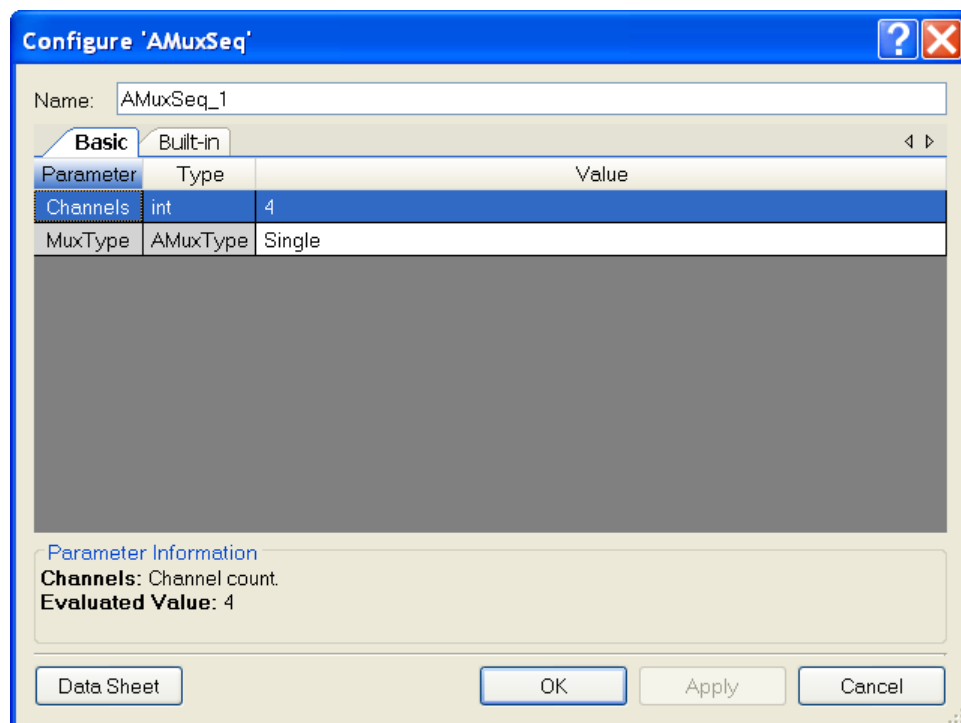 Configure 'AMuxSeq'
Name: AMuxSeq_1
Basic Built-in
Parameter Type Value
Channels int 4
MuxType AMuxType Single
Parameter Information
Channels: Channel count.
Evaluated Value: 4
Data Sheet OK Apply Cancel